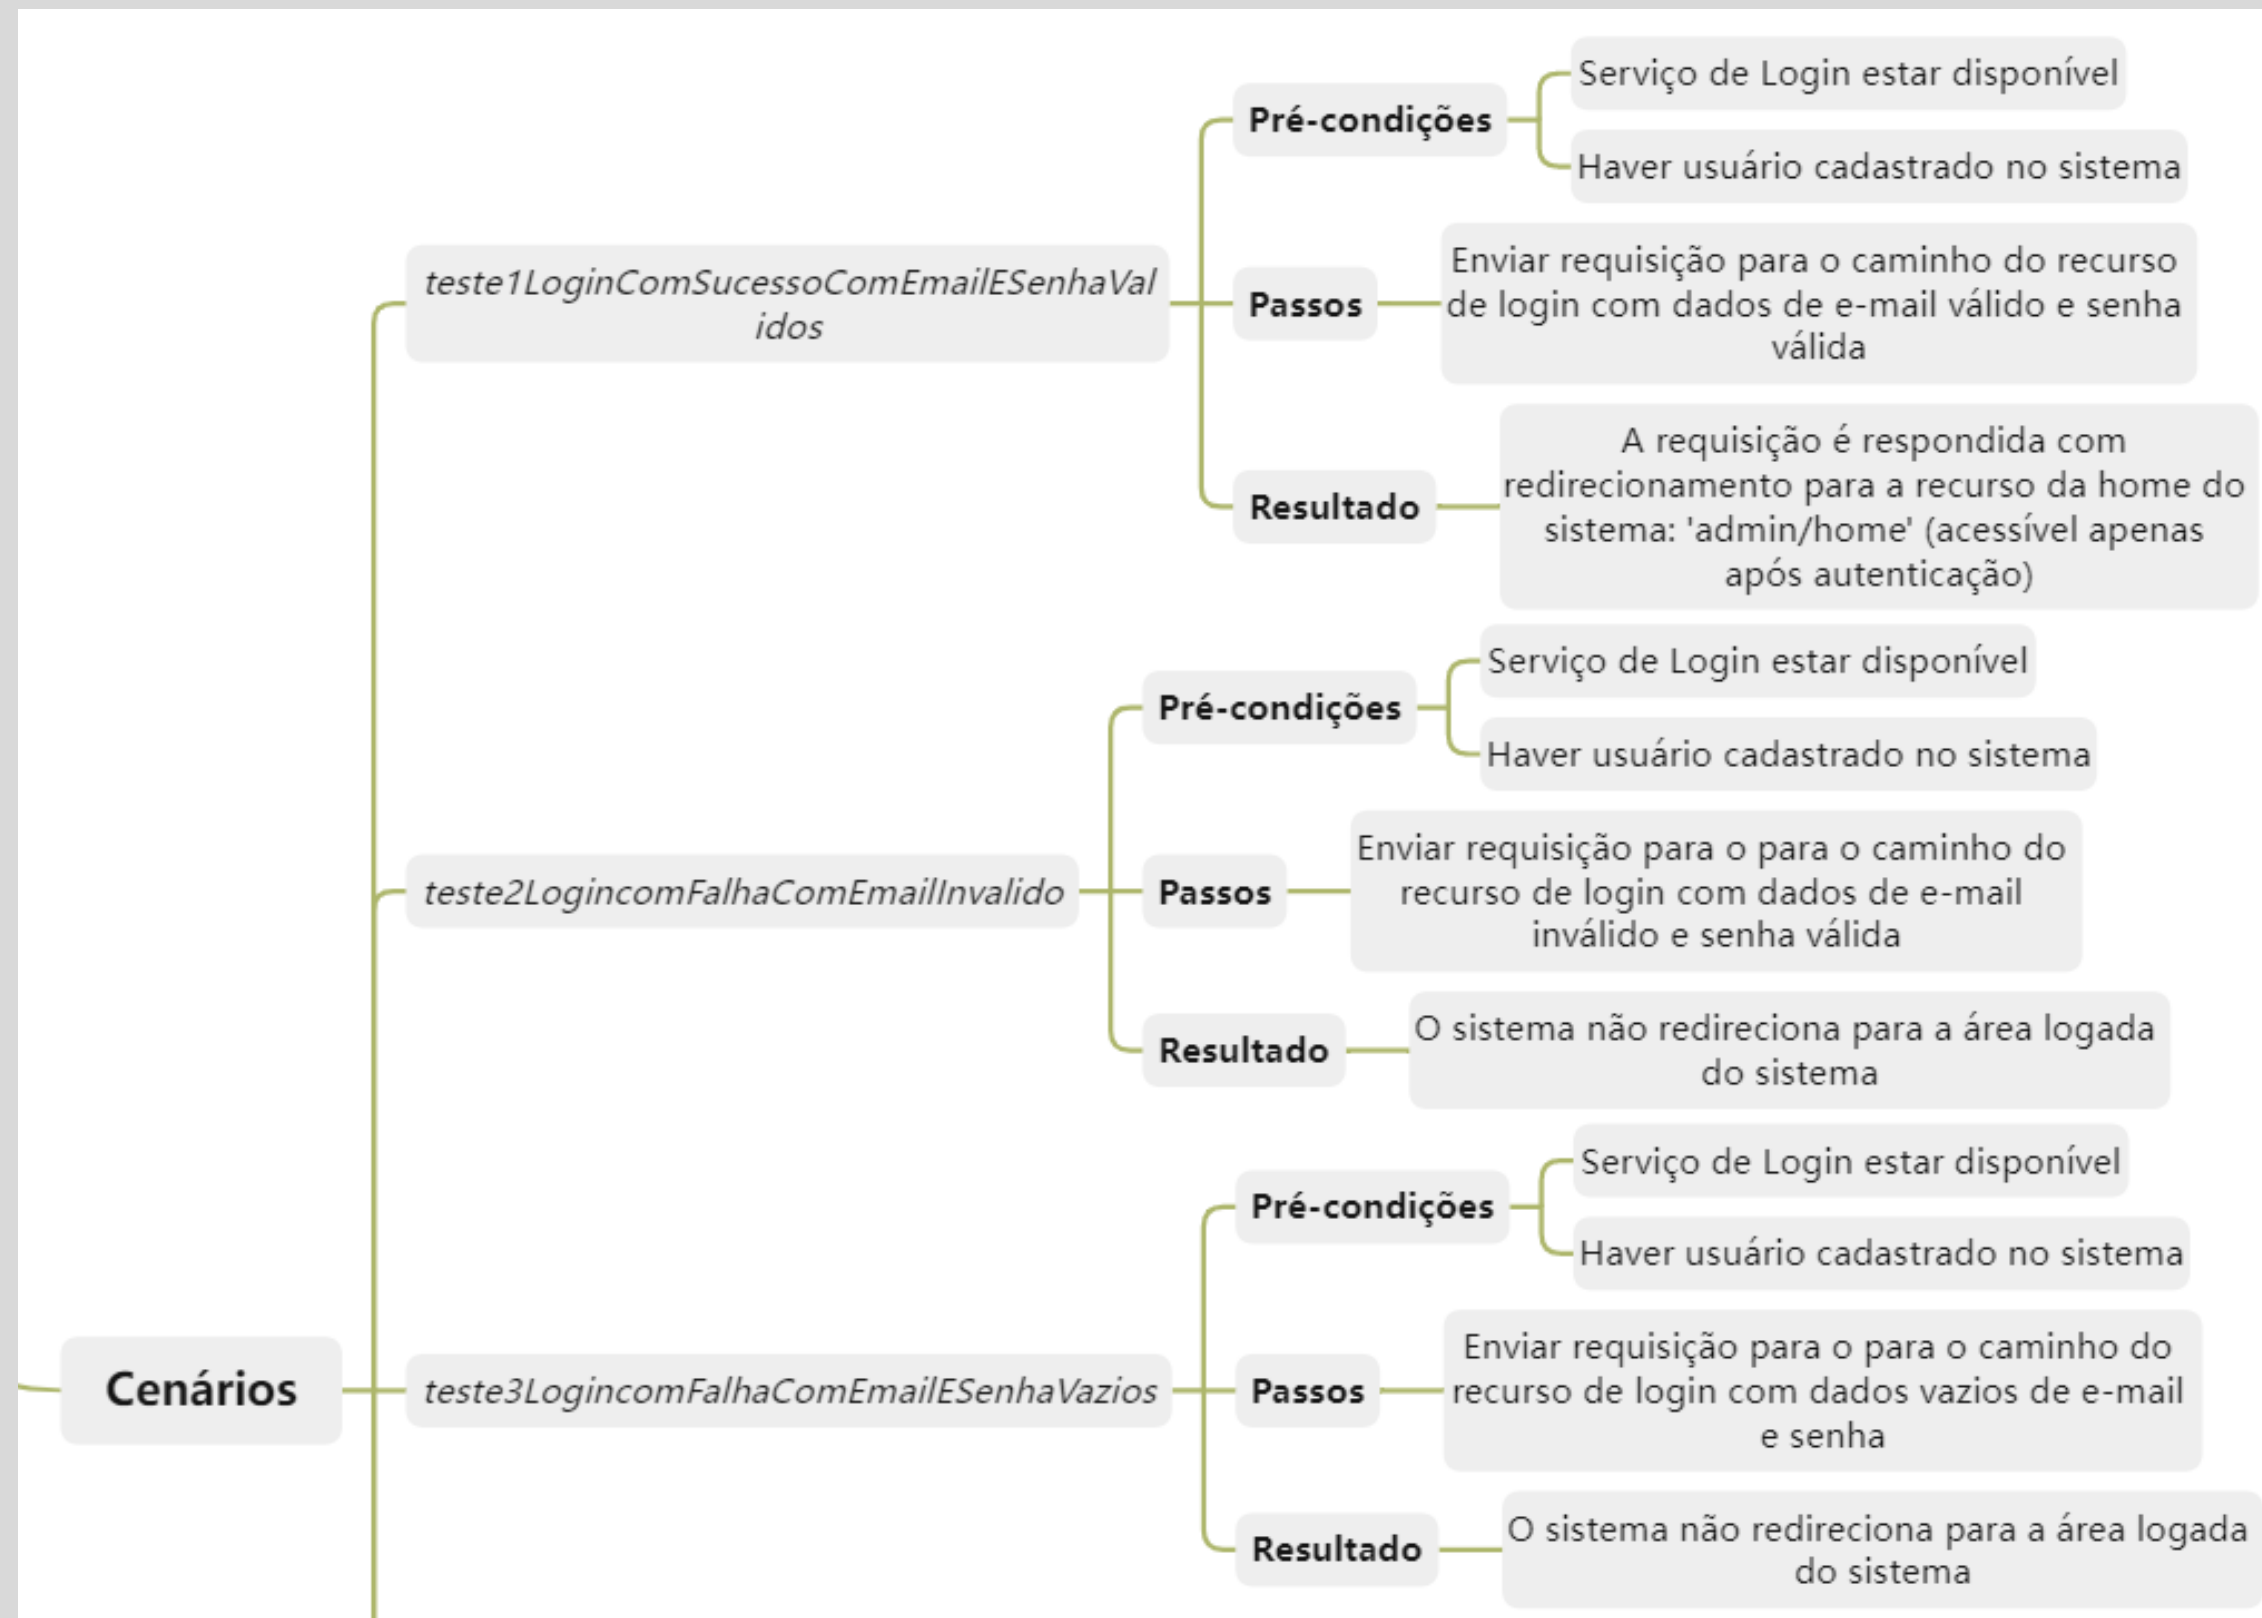 Cenários
teste1LoginComSucessoComEmailESenhaVal
idos
Pré-condições
Serviço de Login estar disponível
Haver usuário cadastrado no sistema
Passos
Enviar requisição para o caminho do recurso
de login com dados de e-mail válido e senha
válida
Resultado
A requisição é respondida com
redirecionamento para a recurso da home do
sistema: 'admin/home' (acessível apenas
após autenticação)
teste2LogincomFalhaComEmailInvalido
Pré-condições
Serviço de Login estar disponível
Haver usuário cadastrado no sistema
Passos
Enviar requisição para o para o caminho do
recurso de login com dados de e-mail
inválido e senha válida
Resultado
O sistema não redireciona para a área logada
do sistema
teste3LogincomFalhaComEmailESenhaVazios
Pré-condições
Serviço de Login estar disponível
Haver usuário cadastrado no sistema
Passos
Enviar requisição para o para o caminho do
recurso de login com dados vazios de e-mail
e senha
Resultado
O sistema não redireciona para a área logada
do sistema